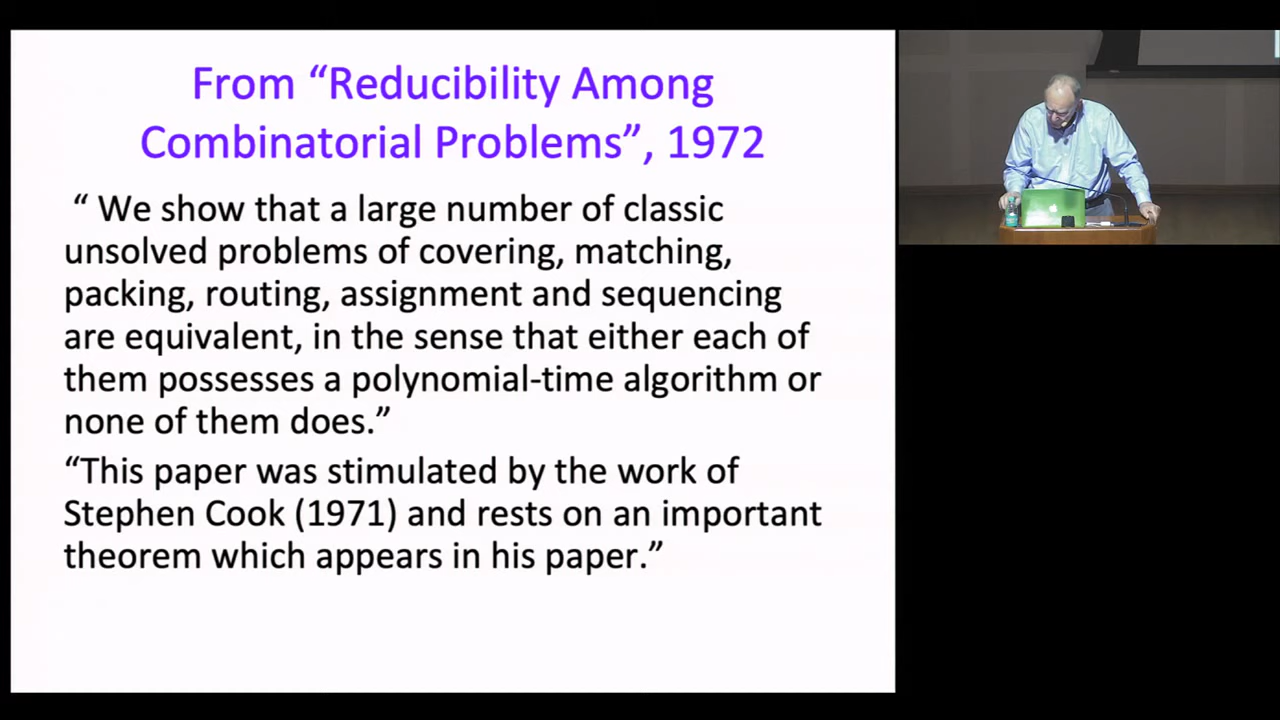 From “Reducibility Among
Combinatorial Problems”, 1972
“ We show that a large number of classic
unsolved problems of covering, matching,
packing, routing, assignment and sequencing
are equivalent, in the sense that either each of
them possesses a polynomial-time algorithm or
none of them does.”
“This paper was stimulated by the work of
Stephen Cook (1971) and rests on an important
theorem which appears in his paper.”